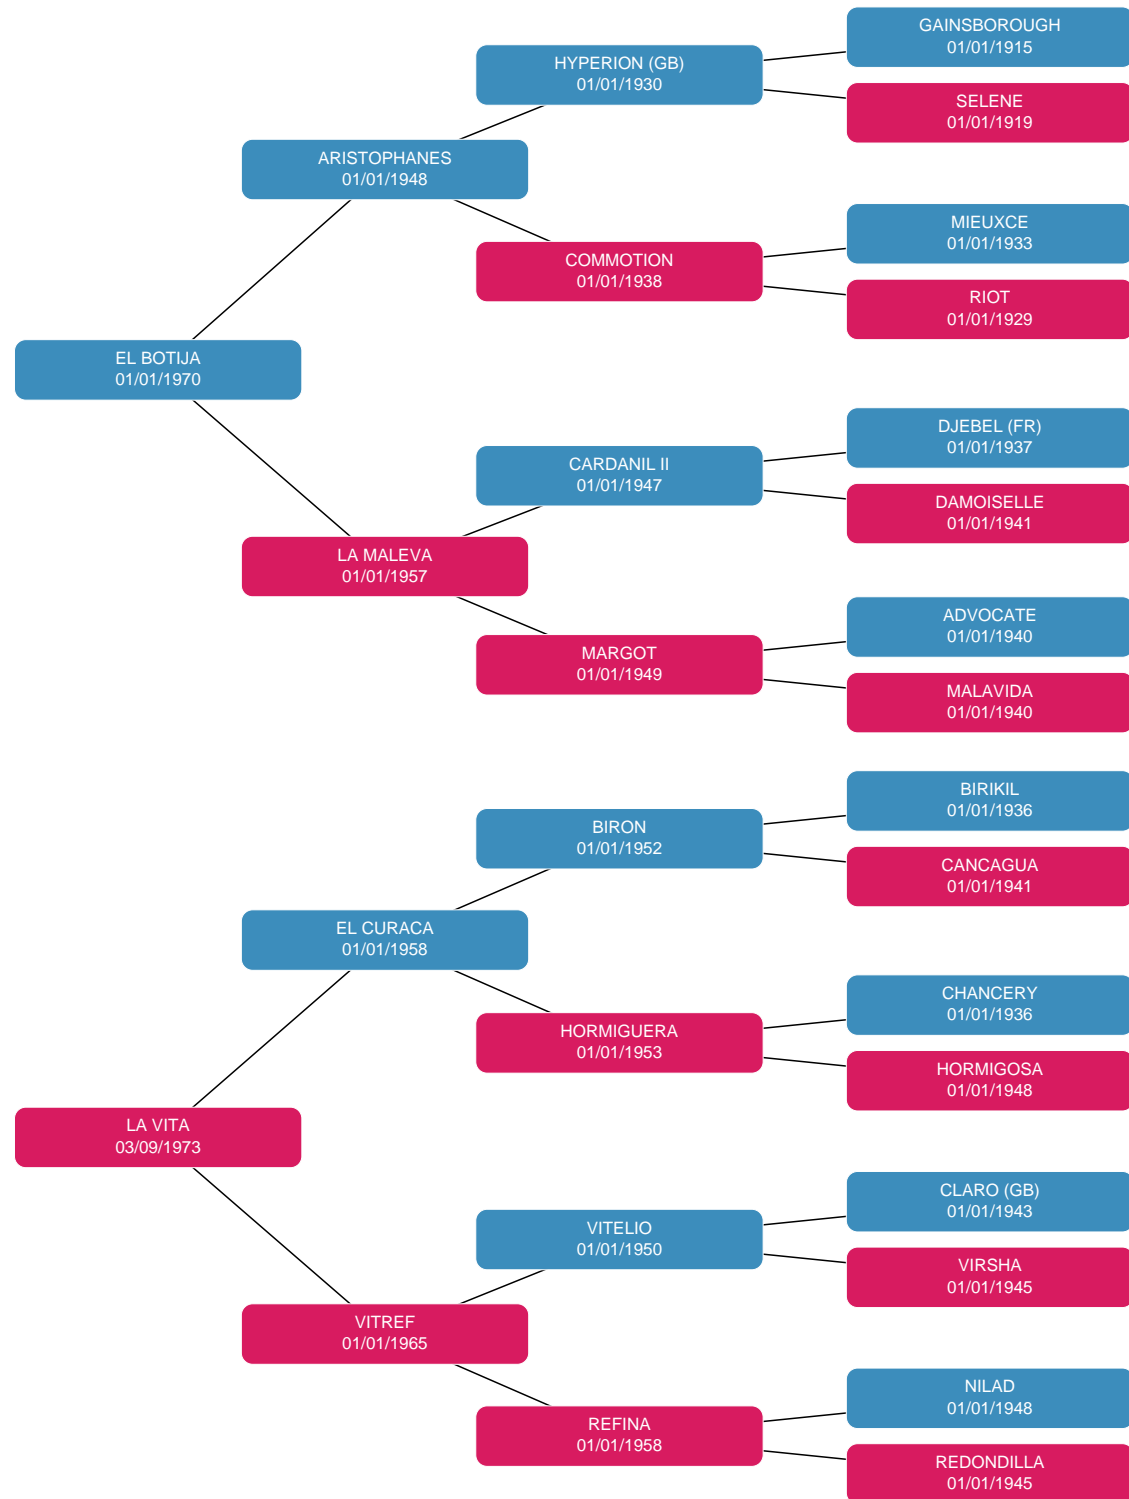 GAINSBOROUGH
01/01/1915
HYPERION (GB)
01/01/1930
SELENE
01/01/1919
ARISTOPHANES
01/01/1948
MIEUXCE
01/01/1933
COMMOTION
01/01/1938
RIOT
01/01/1929
EL BOTIJA
01/01/1970
DJEBEL (FR)
01/01/1937
CARDANIL II
01/01/1947
DAMOISELLE
01/01/1941
LA MALEVA
01/01/1957
ADVOCATE
01/01/1940
MARGOT
01/01/1949
MALAVIDA
01/01/1940
BIRIKIL
01/01/1936
BIRON
01/01/1952
CANCAGUA
01/01/1941
EL CURACA
01/01/1958
CHANCERY
01/01/1936
HORMIGUERA
01/01/1953
HORMIGOSA
01/01/1948
LA VITA
03/09/1973
CLARO (GB)
01/01/1943
VITELIO
01/01/1950
VIRSHA
01/01/1945
VITREF
01/01/1965
NILAD
01/01/1948
REFINA
01/01/1958
REDONDILLA
01/01/1945